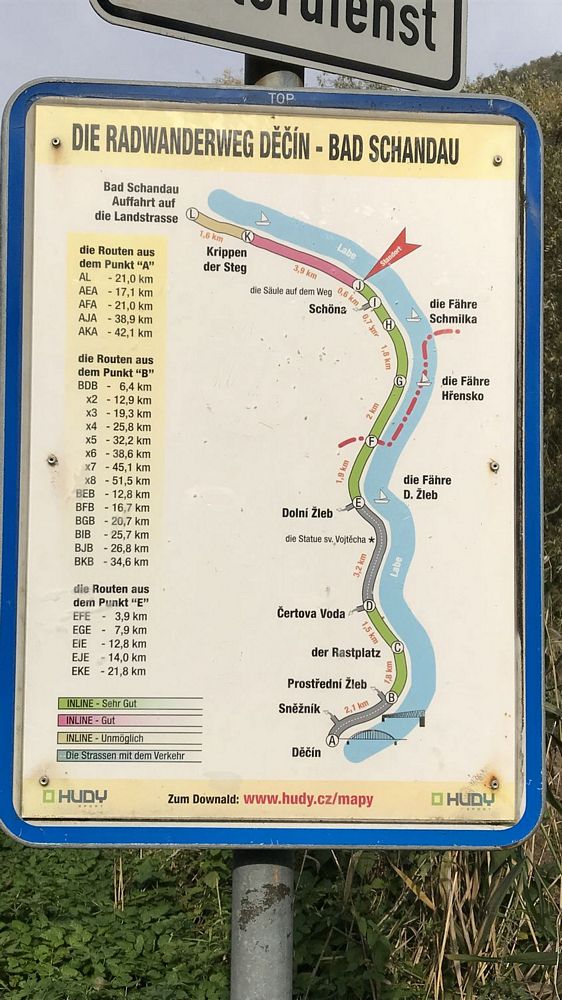 dienst
TOP
DIE RADWANDERWEG DĚČÍN - BAD SCHANDAU
Bad Schandau
Auffahrt auf
die Landstrasse
L
1,6 km
K
Krippen
der Steg
3,9 km
Labe
Standort
J
die Säule auf dem Weg
0,6 km
I
Schöna
0,7 km
H
die Fähre
Schmilka
1,8 km
G
die Fähre
Hřensko
2 km
F
1,9 km
die Fähre
D. Žleb
E
Dolní Žleb
die Statue sv. Vojtěcha ★
3,2 km
Labe
D
Čertova Voda
1,5 km
C
der Rastplatz
1,8 km
Prostřední Žleb
B
Sněžník
2,1 km
A
Děčín
die Routen aus
dem Punkt "A"
AL - 21,0 km
AEA - 17,1 km
AFA - 21,0 km
AJA - 38,9 km
AKA - 42,1 km
die Routen aus
dem Punkt "B"
BDB - 6,4 km
x2 - 12,9 km
x3 - 19,3 km
x4 - 25,8 km
x5 - 32,2 km
x6 - 38,6 km
x7 - 45,1 km
x8 - 51,5 km
BEB - 12,8 km
BFB - 16,7 km
BGB - 20,7 km
BIB - 25,7 km
BJB - 26,8 km
BKB - 34,6 km
die Routen aus
dem Punkt "E"
EFE - 3,9 km
EGE - 7,9 km
EIE - 12,8 km
EJE - 14,0 km
EKE - 21,8 km
INLINE - Sehr Gut
INLINE - Gut
INLINE - Unmöglich
Die Strassen mit dem Verkehr
HUDY
SPORT
Zum Downald: www.hudy.cz/mapy
HUDY
SPORT